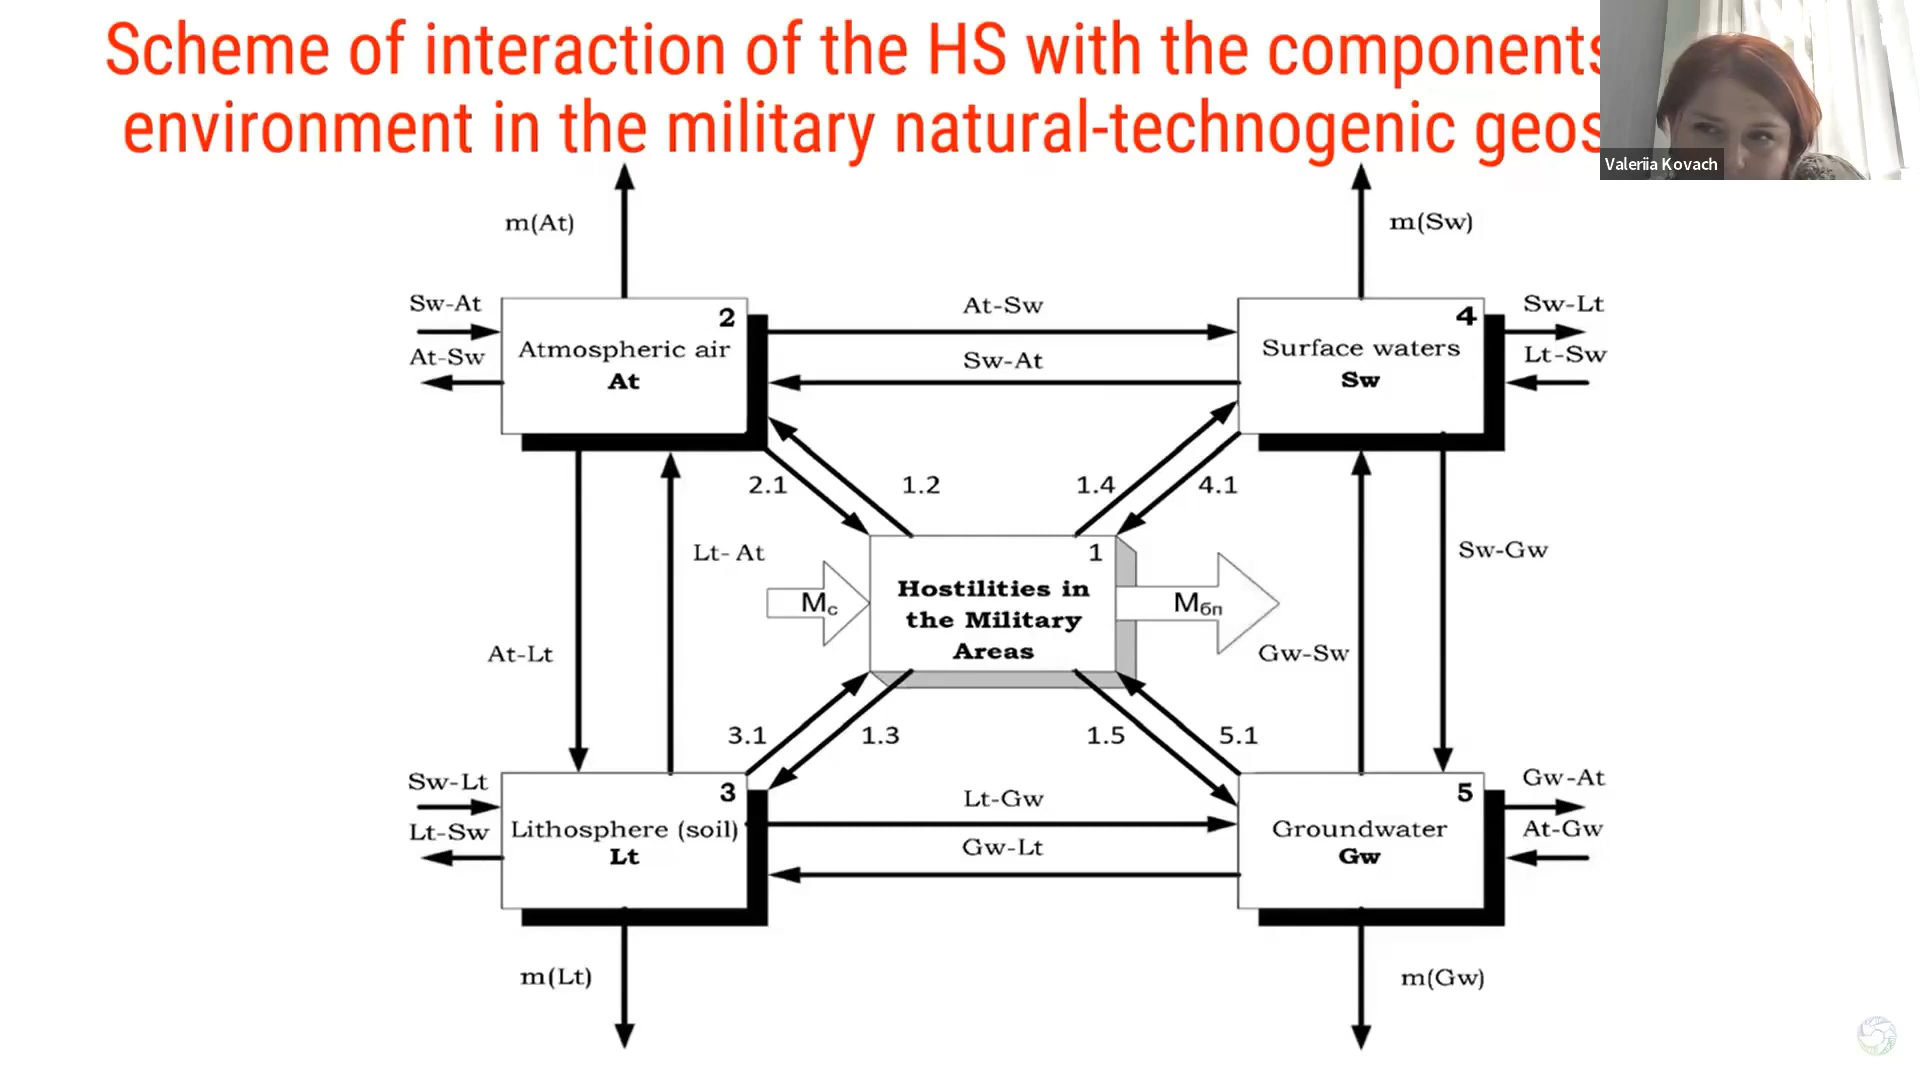 Scheme of interaction of the HS with the components
environment in the military natural-technogenic geos
Valeriia Kovach
m(At)
m(Sw)
Sw-At
At-Sw
2
Atmospheric air
At
At-Sw
Sw-At
4
Surface waters
Sw
Sw-Lt
Lt-Sw
2.1
1.2
1.4
4.1
Lt- At
At-Lt
Mc
1
Hostilities in
the Military
Areas
Mбп
Sw-Gw
Gw-Sw
3.1
1.3
1.5
5.1
Sw-Lt
Lt-Sw
3
Lithosphere (soil)
Lt
Lt-Gw
Gw-Lt
5
Groundwater
Gw
Gw-At
At-Gw
m(Lt)
m(Gw)